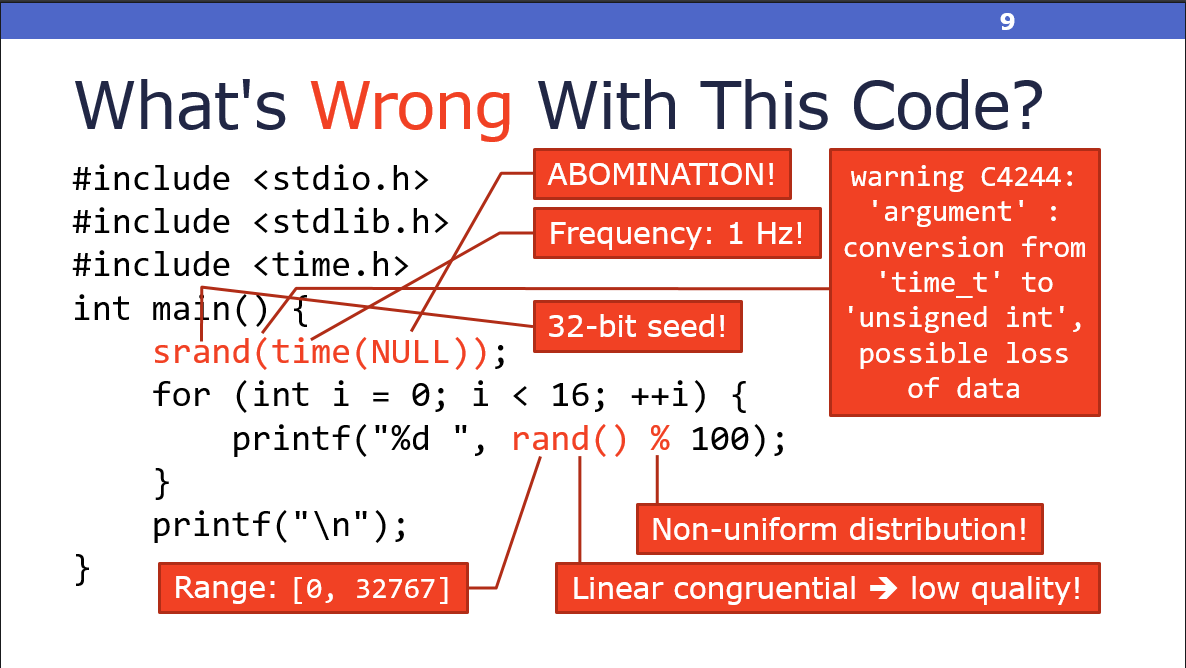 9
What's Wrong With This Code?
#include <stdio.h>
#include <stdlib.h>
#include <time.h>
int main() {
    srand(time(NULL));
    for (int i = 0; i < 16; ++i) {
        printf("%d ", rand() % 100);
    }
    printf("\n");
}
ABOMINATION!
Frequency: 1 Hz!
32-bit seed!
warning C4244:
'argument' :
conversion from
'time_t' to
'unsigned int',
possible loss
of data
Non-uniform distribution!
Range: [0, 32767]
Linear congruential ➔ low quality!